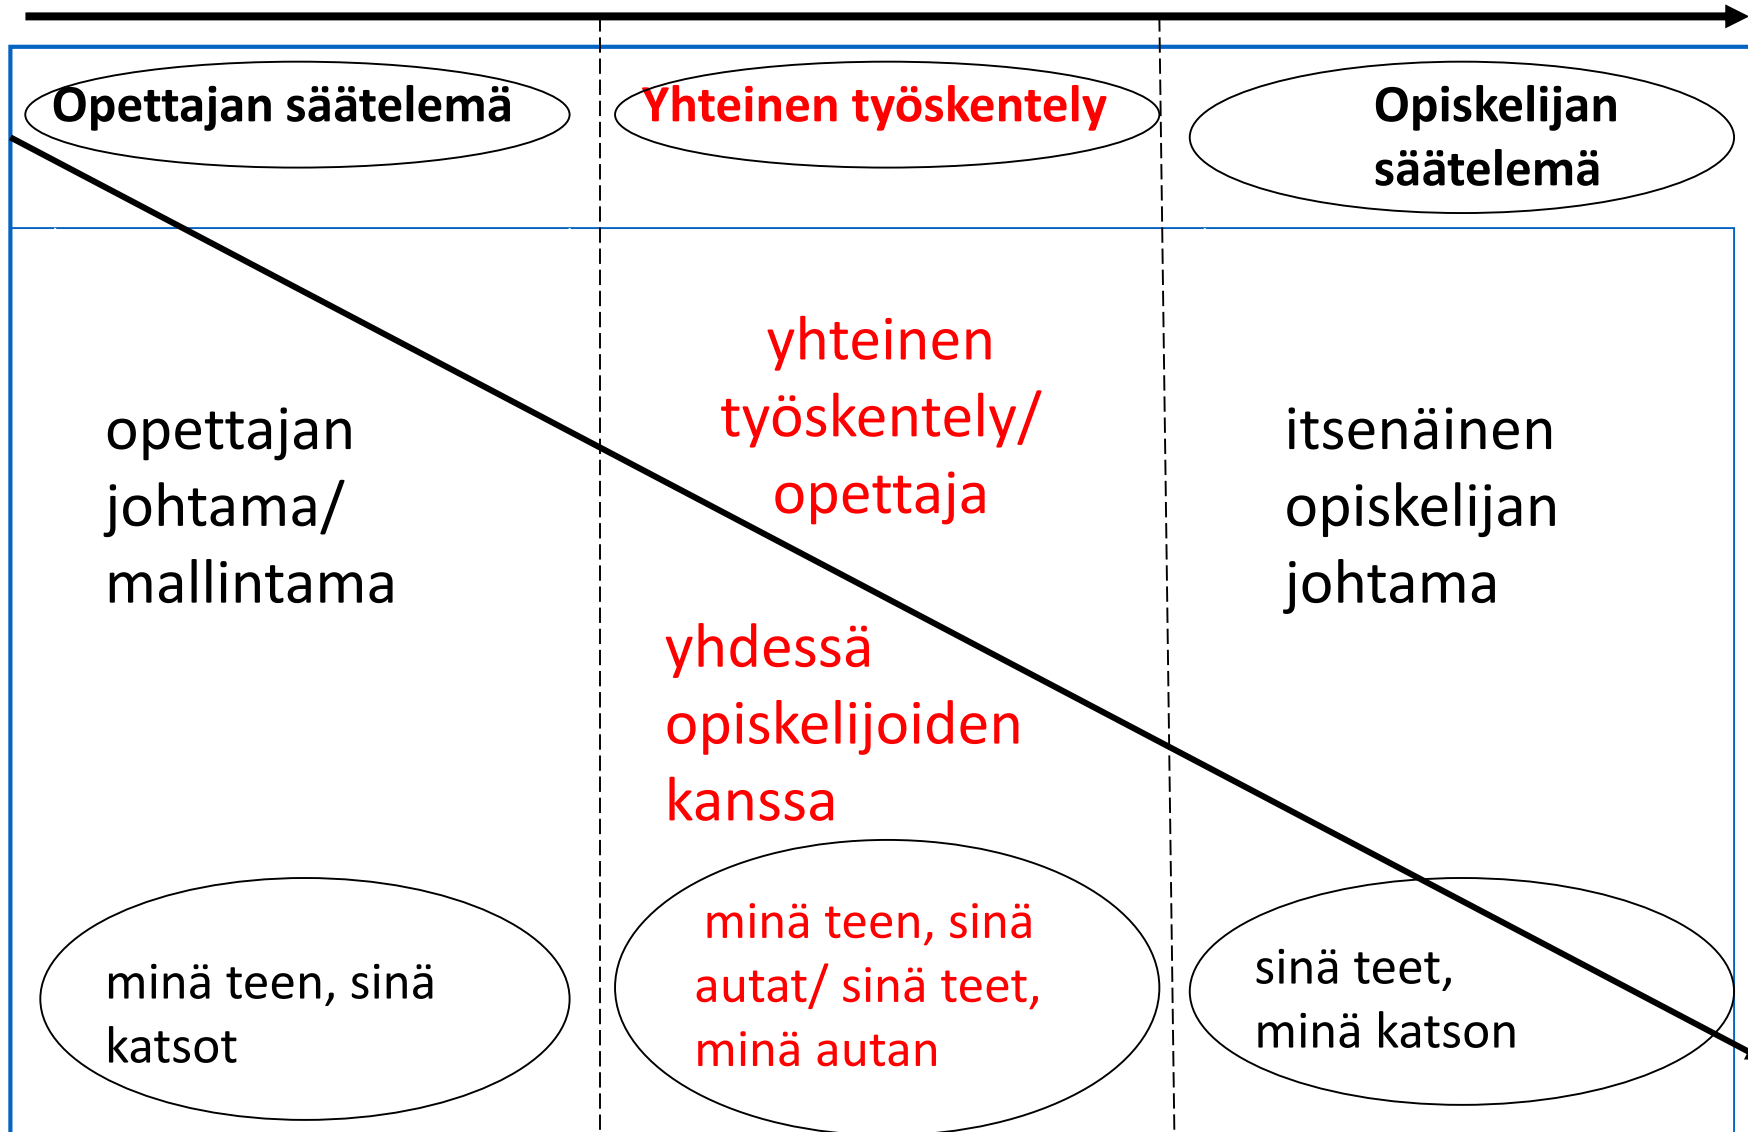 Opettajan säätelemä
Yhteinen työskentely
Opiskelijan
säätelemä
opettajan
johtama/
mallintama
yhteinen
työskentely/
opettaja
yhdessä
opiskelijoiden
kanssa
itsenäinen
opiskelijan
johtama
minä teen, sinä
katsot
minä teen, sinä
autat/ sinä teet,
minä autan
sinä teet,
minä katson